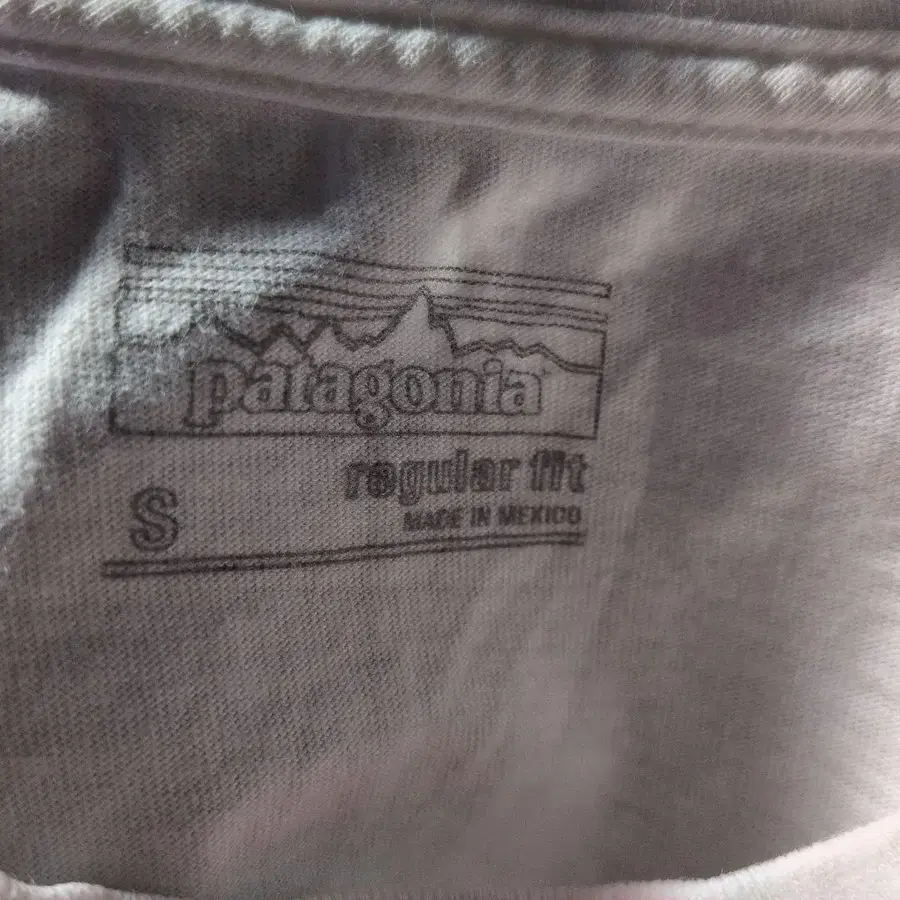 patagonia
regular fit
S
MADE IN MEXICO